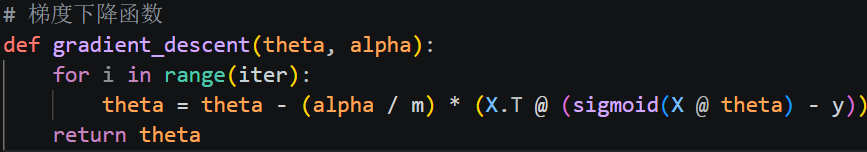 # 梯度下降函数
def gradient_descent(theta, alpha):
    for i in range(iter):
        theta = theta - (alpha / m) * (X.T @ (sigmoid(X @ theta) - y))
    return theta